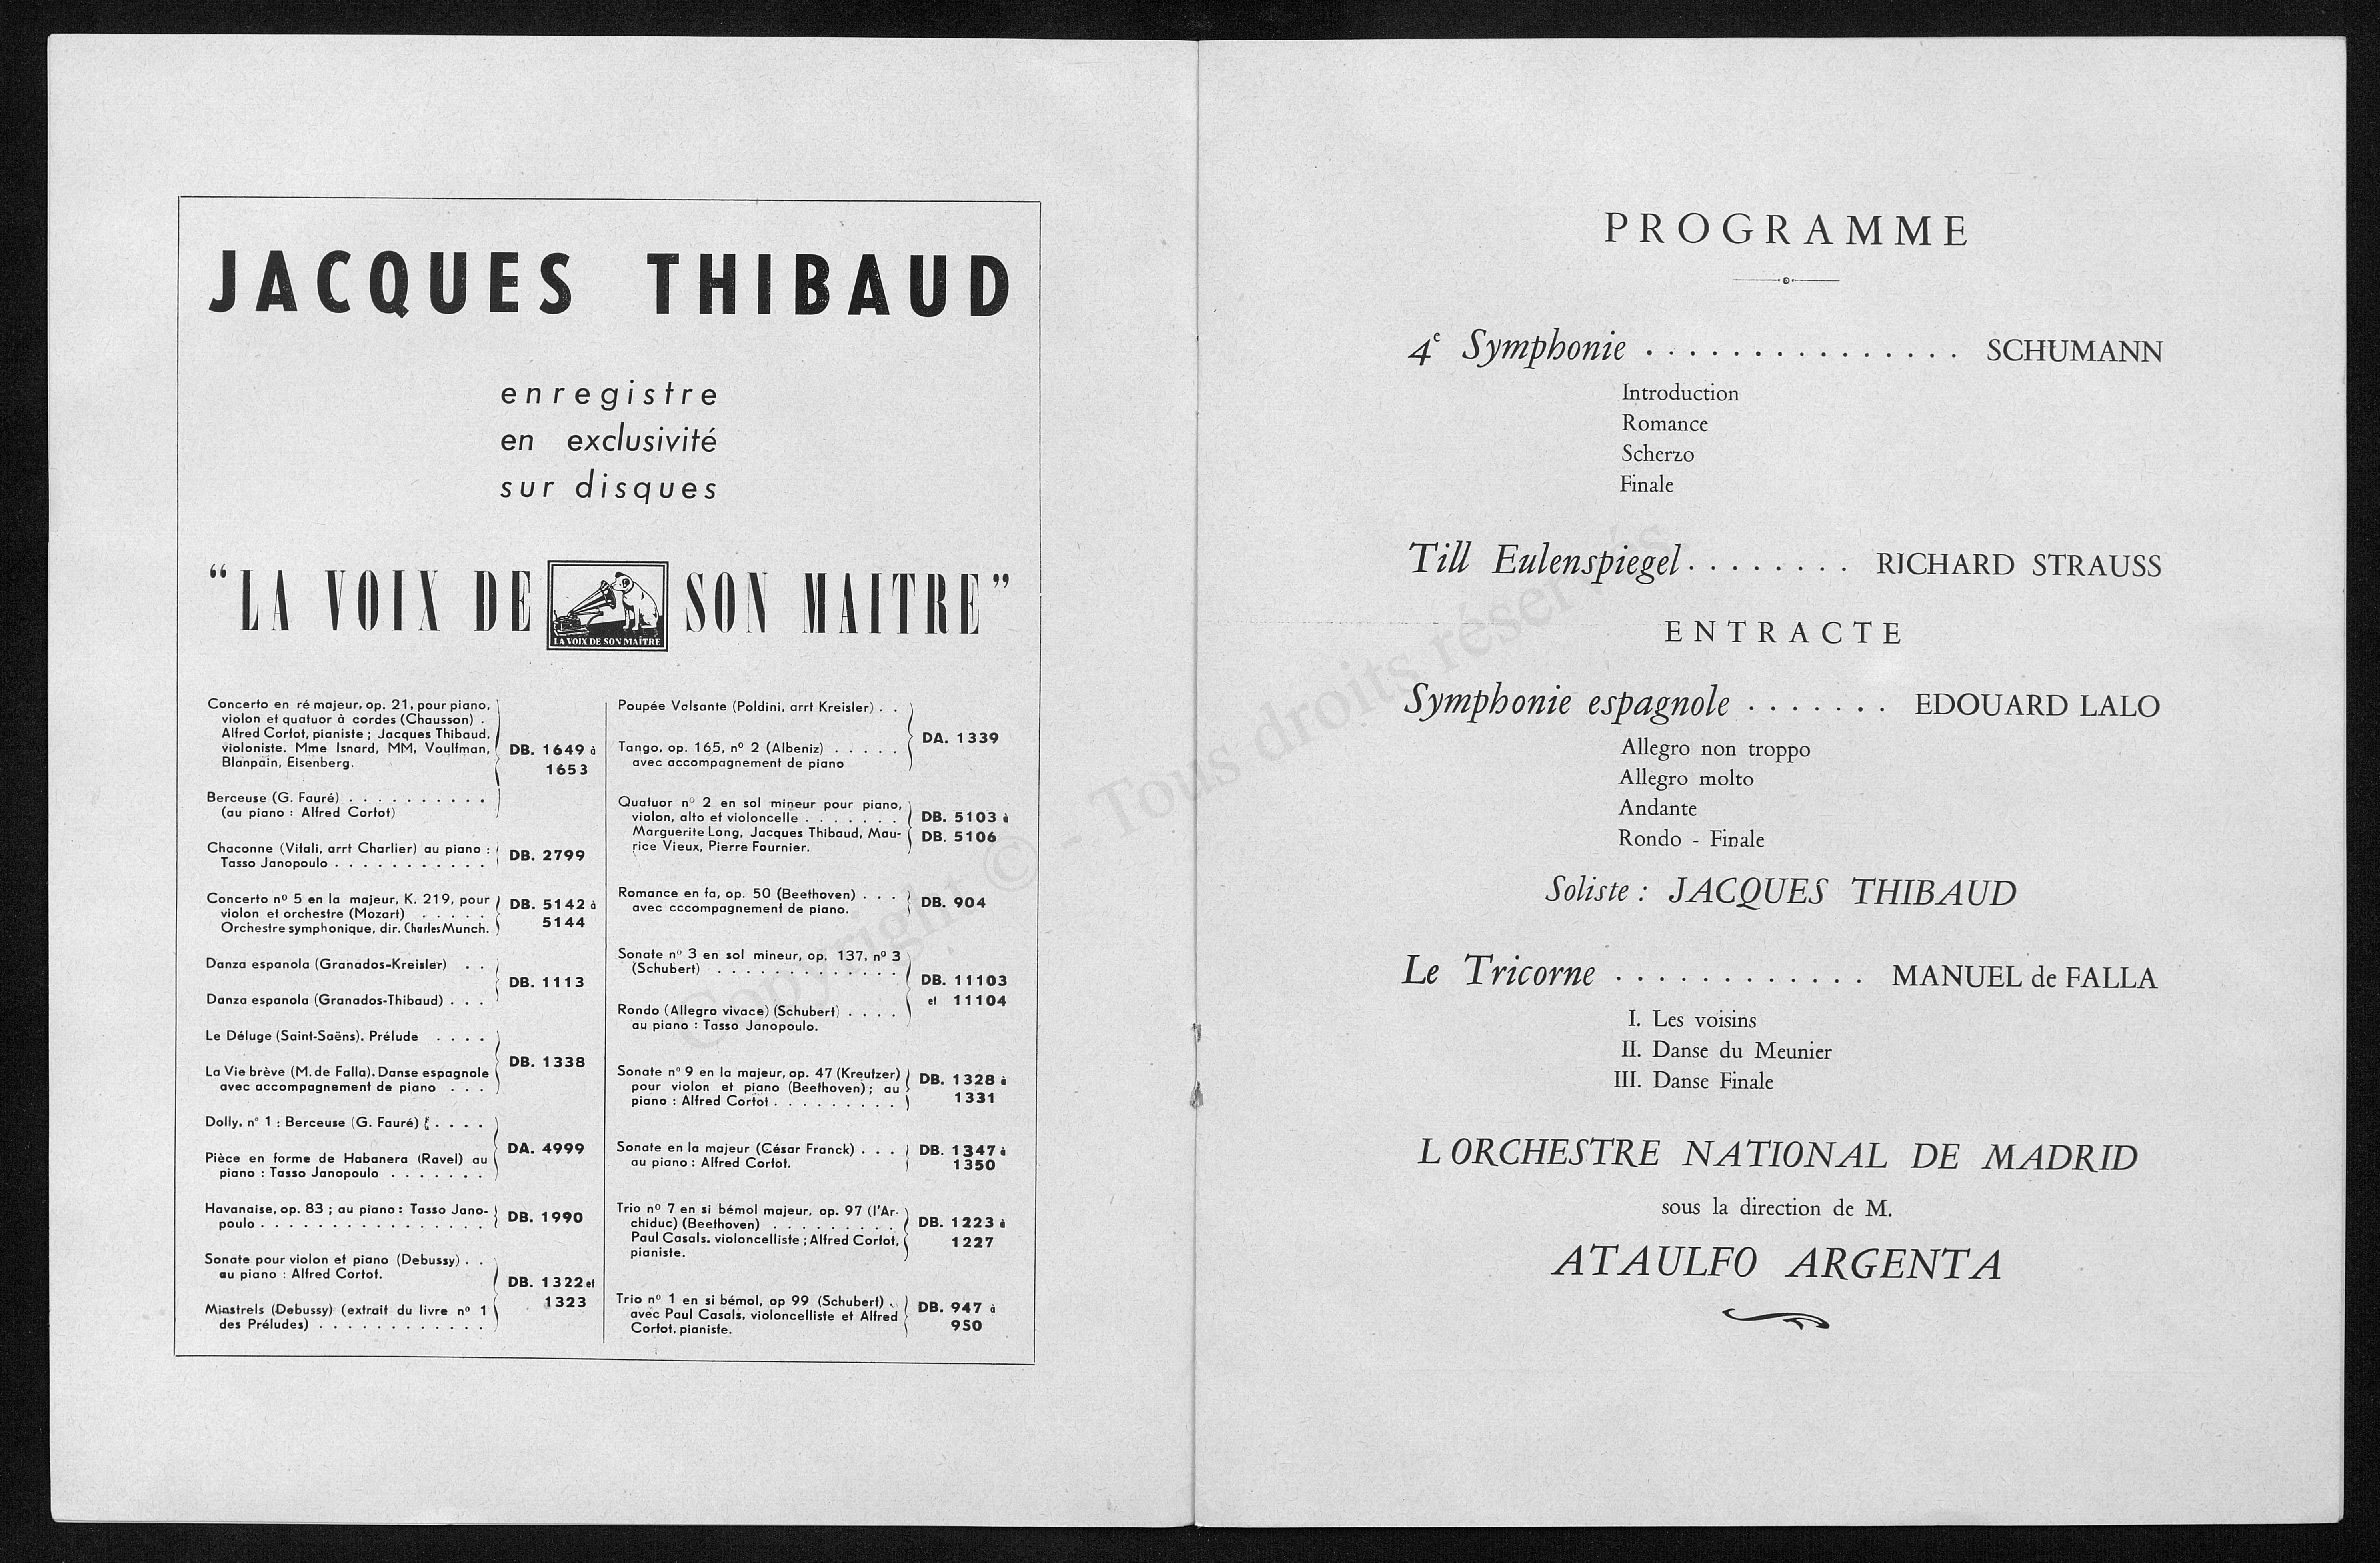 JACQUES THIBAUD
enregistre
en exclusivité
sur disques
"LA VOIX DE SON MAITRE"
LA VOIX DE SON MAITRE
Concerto en ré majeur, op. 21, pour piano,
violon et quatuor à cordes (Chausson) .
Alfred Cortot, pianiste ; Jacques Thibaud,
violoniste. Mme Isnard, MM, Voulfman,
Blanpain, Eisenberg.
DB. 1649 à
1653
Berceuse (G. Fauré) . . . . . . . . . .
(au piano : Alfred Cortot)
Chaconne (Vitali, arrt Charlier) au piano :
Tasso Janopoulo . . . . . . . . . . .
DB. 2799
Concerto nº 5 en la majeur, K. 219, pour
violon et orchestre (Mozart) . . . . .
Orchestre symphonique, dir. Charles Munch.
DB. 5142 à
5144
Danza espanola (Granados-Kreisler) . .
DB. 1113
Danza espanola (Granados-Thibaud) . . .
Le Déluge (Saint-Saëns). Prélude . . . .
DB. 1338
La Vie brève (M. de Falla). Danse espagnole
avec accompagnement de piano . . .
Dolly, nº 1 : Berceuse (G. Fauré) . . . .
DA. 4999
Pièce en forme de Habanera (Ravel) au
piano : Tasso Janopoulo . . . . . . .
Havanaise, op. 83 ; au piano : Tasso Jano-
poulo . . . . . . . . . . . . . . . .
DB. 1990
Sonate pour violon et piano (Debussy) . .
au piano : Alfred Cortot.
DB. 1322 et
1323
Minstrels (Debussy) (extrait du livre nº 1
des Préludes) . . . . . . . . . . . .
Poupée Valsante (Poldini, arrt Kreisler) . .
DA. 1339
Tango, op. 165, nº 2 (Albeniz) . . . . .
avec accompagnement de piano
Quatuor nº 2 en sol mineur pour piano,
violon, alto et violoncelle . . . . . . .
Marguerite Long, Jacques Thibaud, Mau-
rice Vieux, Pierre Fournier.
DB. 5103 à
DB. 5106
Romance en fa, op. 50 (Beethoven) . . .
avec cccompagnement de piano.
DB. 904
Sonate nº 3 en sol mineur, op. 137, nº 3
(Schubert) . . . . . . . . . . . . .
DB. 11103
et 11104
Rondo (Allegro vivace) (Schubert) . . . .
au piano : Tasso Janopoulo.
Sonate nº 9 en la majeur, op. 47 (Kreutzer)
pour violon et piano (Beethoven) ; au
piano : Alfred Cortot . . . . . . . . .
DB. 1328 à
1331
Sonate en la majeur (César Franck) . . .
au piano : Alfred Cortot.
DB. 1347 à
1350
Trio nº 7 en si bémol majeur, op. 97 (l'Ar-
chiduc) (Beethoven) . . . . . . . . .
Paul Casals, violoncelliste ; Alfred Cortot,
pianiste.
DB. 1223 à
1227
Trio nº 1 en si bémol, op 99 (Schubert) .
avec Paul Casals, violoncelliste et Alfred
Cortot, pianiste.
DB. 947 à
950
PROGRAMME
4e Symphonie . . . . . . . . . . . . . . . SCHUMANN
Introduction
Romance
Scherzo
Finale
Till Eulenspiegel . . . . . . . . RICHARD STRAUSS
ENTRACTE
Symphonie espagnole . . . . . . . EDOUARD LALO
Allegro non troppo
Allegro molto
Andante
Rondo - Finale
Soliste : JACQUES THIBAUD
Le Tricorne . . . . . . . . . . . . MANUEL de FALLA
I. Les voisins
II. Danse du Meunier
III. Danse Finale
L ORCHESTRE NATIONAL DE MADRID
sous la direction de M.
ATAULFO ARGENTA
Copyright © - Tous droits réservés